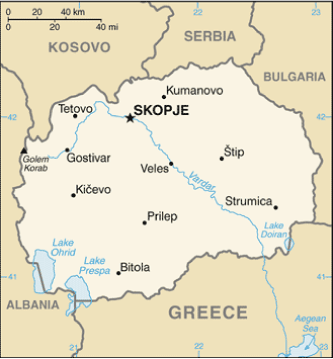 0 20 40 km
0 20 40 mi
21
22
23
KOSOVO
SERBIA
BULGARIA
Kumanovo
Tetovo
SKOPJE
42
42
Golem
Korab
Gostivar
Veles
Štip
Vardar
Kičevo
Strumica
Prilep
Lake
Doiran
Lake
Ohrid
Lake
Prespa
Bitola
41
41
ALBANIA
GREECE
Aegean
Sea
21
22
23